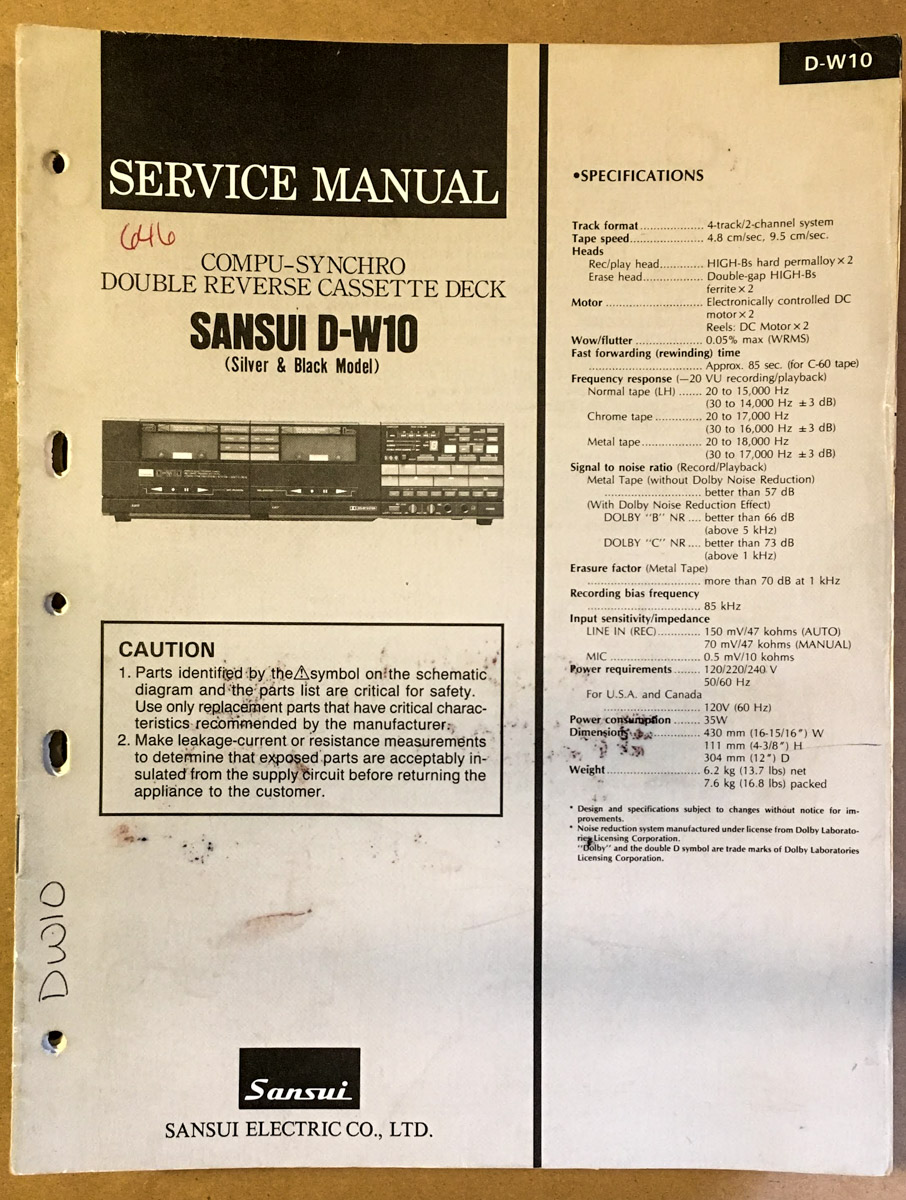 D-W10
SERVICE MANUAL
646
COMPU-SYNCHRO
DOUBLE REVERSE CASSETTE DECK
SANSUI D-W10
(Silver & Black Model)
D-W10
CAUTION
1. Parts identified by the⚠symbol on the schematic
diagram and the parts list are critical for safety.
Use only replacement parts that have critical charac-
teristics recommended by the manufacturer.
2. Make leakage-current or resistance measurements
to determine that exposed parts are acceptably in-
sulated from the supply circuit before returning the
appliance to the customer.
DW10
Sansui
SANSUI ELECTRIC CO., LTD.
•SPECIFICATIONS
Track format ................... 4-track/2-channel system
Tape speed...................... 4.8 cm/sec, 9.5 cm/sec.
Heads
Rec/play head............. HIGH-Bs hard permalloy×2
Erase head................... Double-gap HIGH-Bs
ferrite×2
Motor ............................. Electronically controlled DC
motor×2
Reels: DC Motor×2
Wow/flutter .................... 0.05% max (WRMS)
Fast forwarding (rewinding) time
.................................. Approx. 85 sec. (for C-60 tape)
Frequency response (−20 VU recording/playback)
Normal tape (LH) ....... 20 to 15,000 Hz
(30 to 14,000 Hz ±3 dB)
Chrome tape ............... 20 to 17,000 Hz
(30 to 16,000 Hz ±3 dB)
Metal tape................... 20 to 18,000 Hz
(30 to 17,000 Hz ±3 dB)
Signal to noise ratio (Record/Playback)
Metal Tape (without Dolby Noise Reduction)
............................. better than 57 dB
(With Dolby Noise Reduction Effect)
DOLBY "B" NR .... better than 66 dB
(above 5 kHz)
DOLBY "C" NR .... better than 73 dB
(above 1 kHz)
Erasure factor (Metal Tape)
.................................. more than 70 dB at 1 kHz
Recording bias frequency
.................................. 85 kHz
Input sensitivity/impedance
LINE IN (REC)............. 150 mV/47 kohms (AUTO)
70 mV/47 kohms (MANUAL)
MIC ........................... 0.5 mV/10 kohms
Power requirements ....... 120/220/240 V
50/60 Hz
For U.S.A. and Canada
............................. 120V (60 Hz)
Power consumption ........ 35W
Dimensions ..................... 430 mm (16-15/16") W
111 mm (4-3/8") H
304 mm (12") D
Weight............................ 6.2 kg (13.7 lbs) net
7.6 kg (16.8 lbs) packed
* Design and specifications subject to changes without notice for im-
provements.
* Noise reduction system manufactured under license from Dolby Laborato-
ries Licensing Corporation.
"Dolby" and the double D symbol are trade marks of Dolby Laboratories
Licensing Corporation.